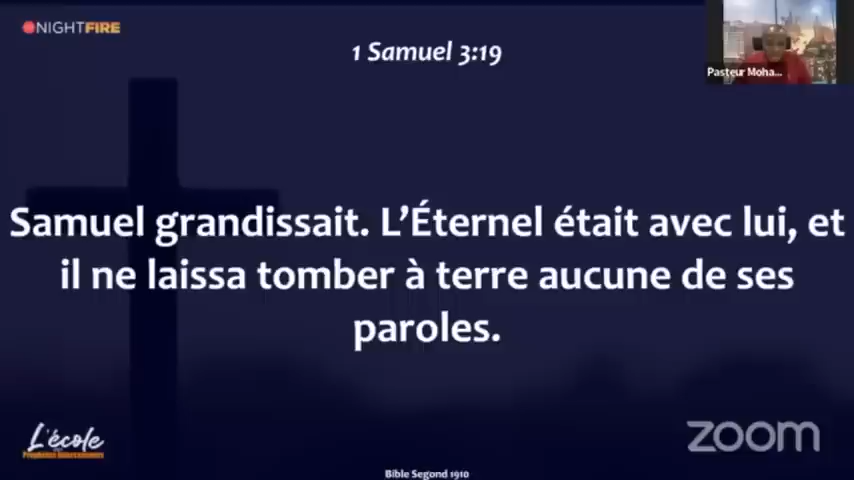 NIGHTFIRE
1 Samuel 3:19
Pasteur Moha...
Samuel grandissait. L’Éternel était avec lui, et
il ne laissa tomber à terre aucune de ses
paroles.
L'école
zoom
Bible Segond 1910